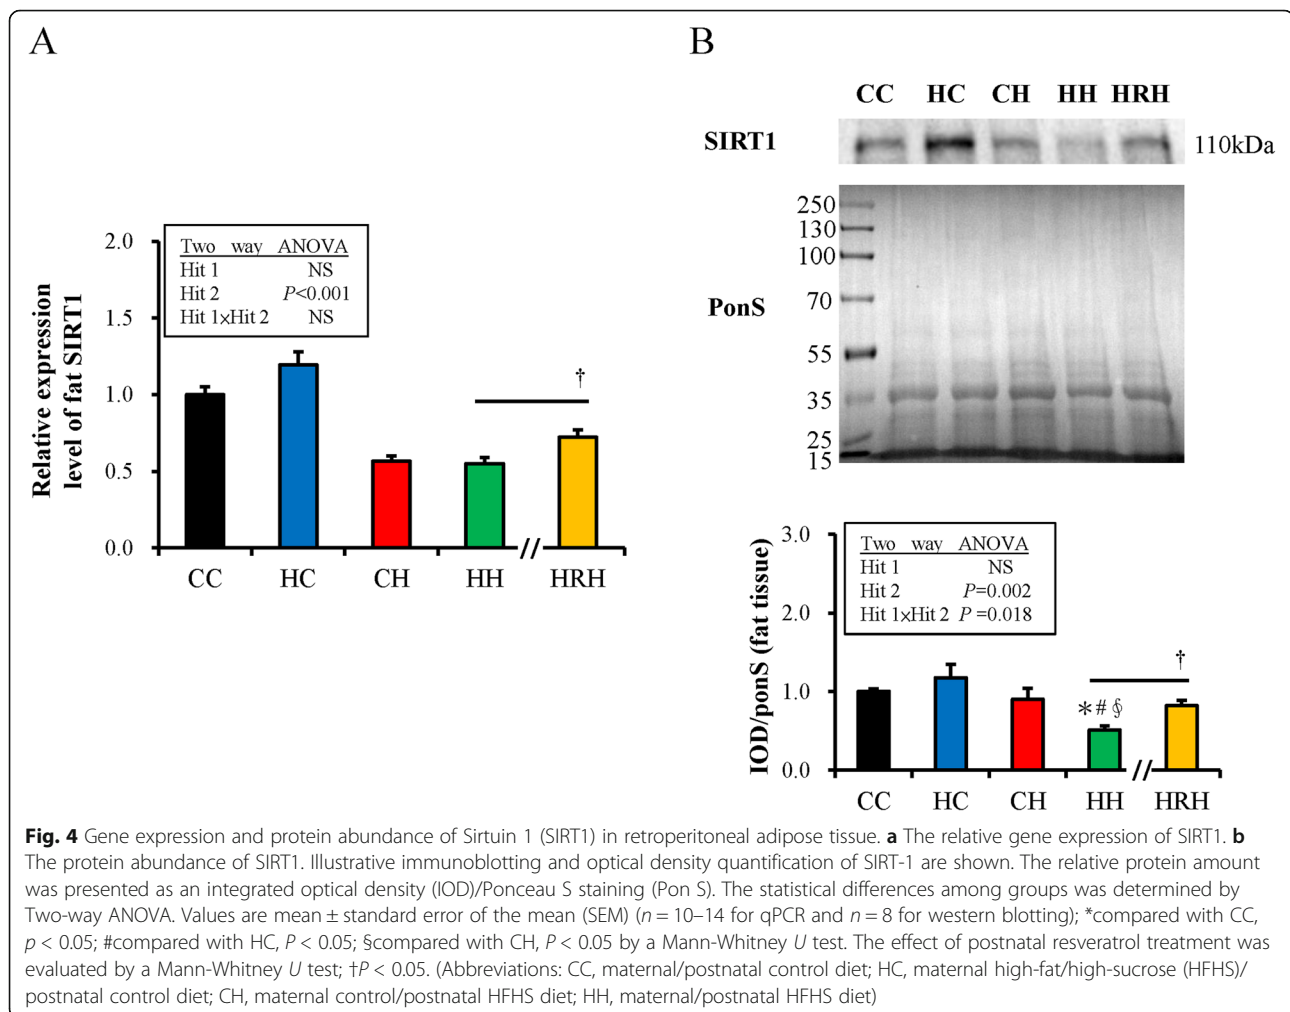 A
Two way ANOVA
Hit 1 NS
Hit 2 P<0.001
Hit 1×Hit 2 NS
Relative expression
level of fat SIRT1
2.0
1.5
1.0
0.5
0.0
†
CC HC CH HH // HRH
B
CC HC CH HH HRH
SIRT1 110kDa
PonS
250
130
100
70
55
35
25
15
Two way ANOVA
Hit 1 NS
Hit 2 P=0.002
Hit 1×Hit 2 P =0.018
IOD/ponS (fat tissue)
3.0
2.0
1.0
0.0
*#§
†
CC HC CH HH // HRH
Fig. 4 Gene expression and protein abundance of Sirtuin 1 (SIRT1) in retroperitoneal adipose tissue. a The relative gene expression of SIRT1. b
The protein abundance of SIRT1. Illustrative immunoblotting and optical density quantification of SIRT-1 are shown. The relative protein amount
was presented as an integrated optical density (IOD)/Ponceau S staining (Pon S). The statistical differences among groups was determined by
Two-way ANOVA. Values are mean ± standard error of the mean (SEM) (n = 10–14 for qPCR and n = 8 for western blotting); *compared with CC,
p < 0.05; #compared with HC, P < 0.05; §compared with CH, P < 0.05 by a Mann-Whitney U test. The effect of postnatal resveratrol treatment was
evaluated by a Mann-Whitney U test; †P < 0.05. (Abbreviations: CC, maternal/postnatal control diet; HC, maternal high-fat/high-sucrose (HFHS)/
postnatal control diet; CH, maternal control/postnatal HFHS diet; HH, maternal/postnatal HFHS diet)